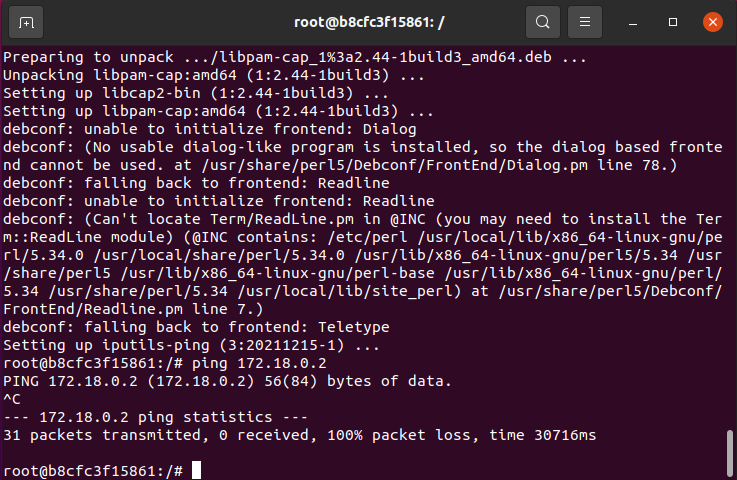 root@b8cfc3f15861: /
Preparing to unpack .../libpam-cap_1%3a2.44-1build3_amd64.deb ...
Unpacking libpam-cap:amd64 (1:2.44-1build3) ...
Setting up libcap2-bin (1:2.44-1build3) ...
Setting up libpam-cap:amd64 (1:2.44-1build3) ...
debconf: unable to initialize frontend: Dialog
debconf: (No usable dialog-like program is installed, so the dialog based fronte
nd cannot be used. at /usr/share/perl5/Debconf/FrontEnd/Dialog.pm line 78.)
debconf: falling back to frontend: Readline
debconf: unable to initialize frontend: Readline
debconf: (Can't locate Term/ReadLine.pm in @INC (you may need to install the Ter
m::ReadLine module) (@INC contains: /etc/perl /usr/local/lib/x86_64-linux-gnu/pe
rl/5.34.0 /usr/local/share/perl/5.34.0 /usr/lib/x86_64-linux-gnu/perl5/5.34 /usr
/share/perl5 /usr/lib/x86_64-linux-gnu/perl-base /usr/lib/x86_64-linux-gnu/perl/
5.34 /usr/share/perl/5.34 /usr/local/lib/site_perl) at /usr/share/perl5/Debconf/
FrontEnd/Readline.pm line 7.)
debconf: falling back to frontend: Teletype
Setting up iputils-ping (3:20211215-1) ...
root@b8cfc3f15861:/# ping 172.18.0.2
PING 172.18.0.2 (172.18.0.2) 56(84) bytes of data.
^C
--- 172.18.0.2 ping statistics ---
31 packets transmitted, 0 received, 100% packet loss, time 30716ms
root@b8cfc3f15861:/#